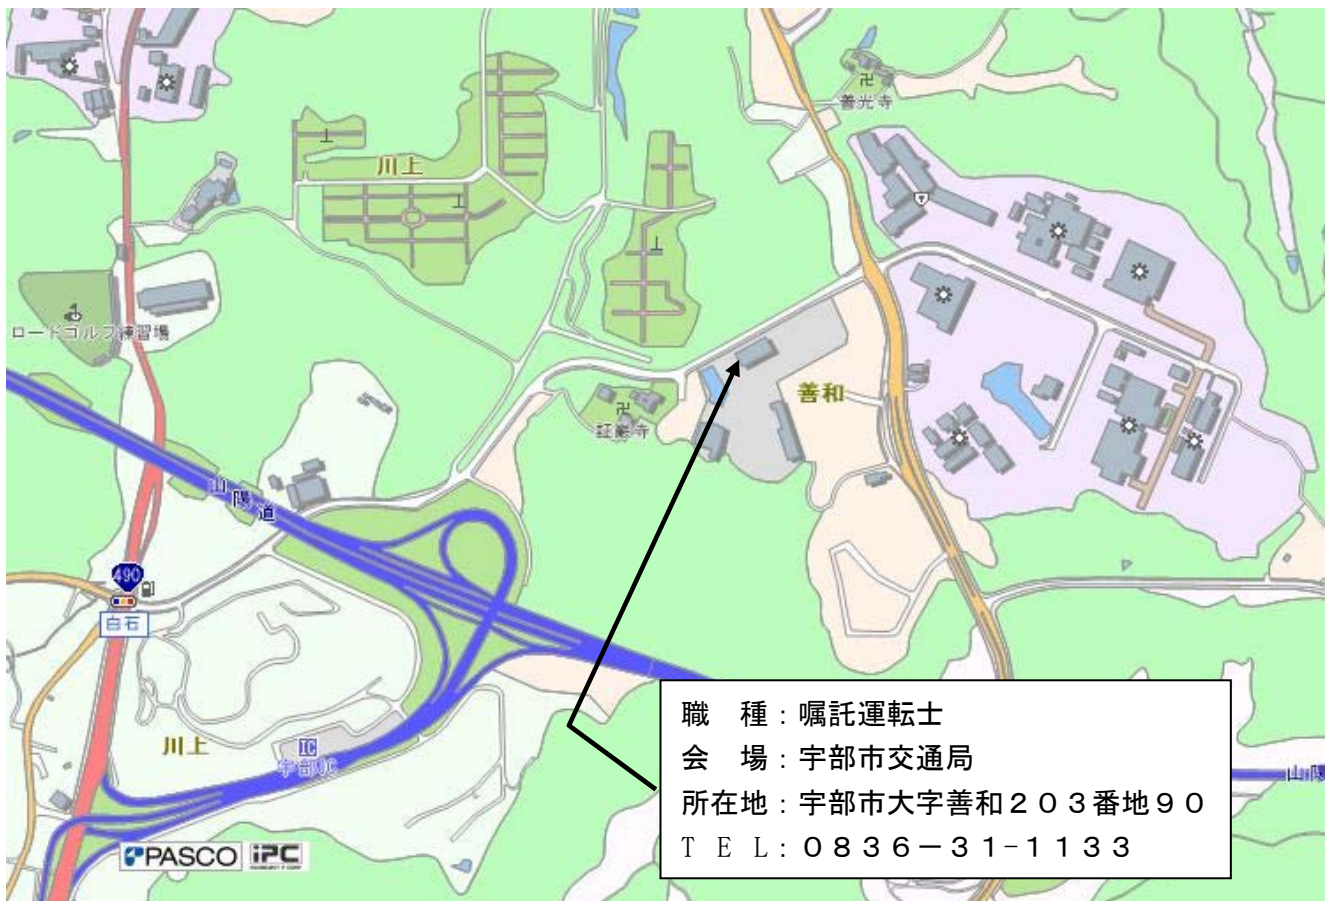 善光寺
川上
ロードゴルフ練習場
善和
山陽道
490
白石
川上
IC
宇部IC
職　種：嘱託運転士
会　場：宇部市交通局
所在地：宇部市大字善和２０３番地９０
Ｔ Ｅ Ｌ：０８３６－３１-１１３３
山陽
PASCO iPC